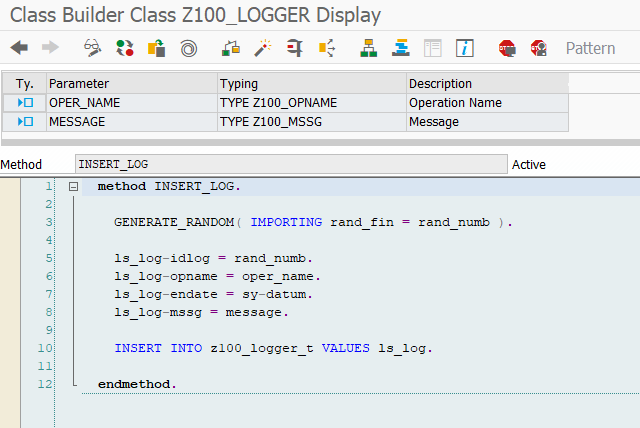 Class Builder Class Z100_LOGGER Display
Pattern
Ty. Parameter Typing Description
OPER_NAME TYPE Z100_OPNAME Operation Name
MESSAGE TYPE Z100_MSSG Message
Method INSERT_LOG Active
1 method INSERT_LOG.
2
3 GENERATE_RANDOM( IMPORTING rand_fin = rand_numb ).
4
5 ls_log-idlog = rand_numb.
6 ls_log-opname = oper_name.
7 ls_log-endate = sy-datum.
8 ls_log-mssg = message.
9
10 INSERT INTO z100_logger_t VALUES ls_log.
11
12 endmethod.